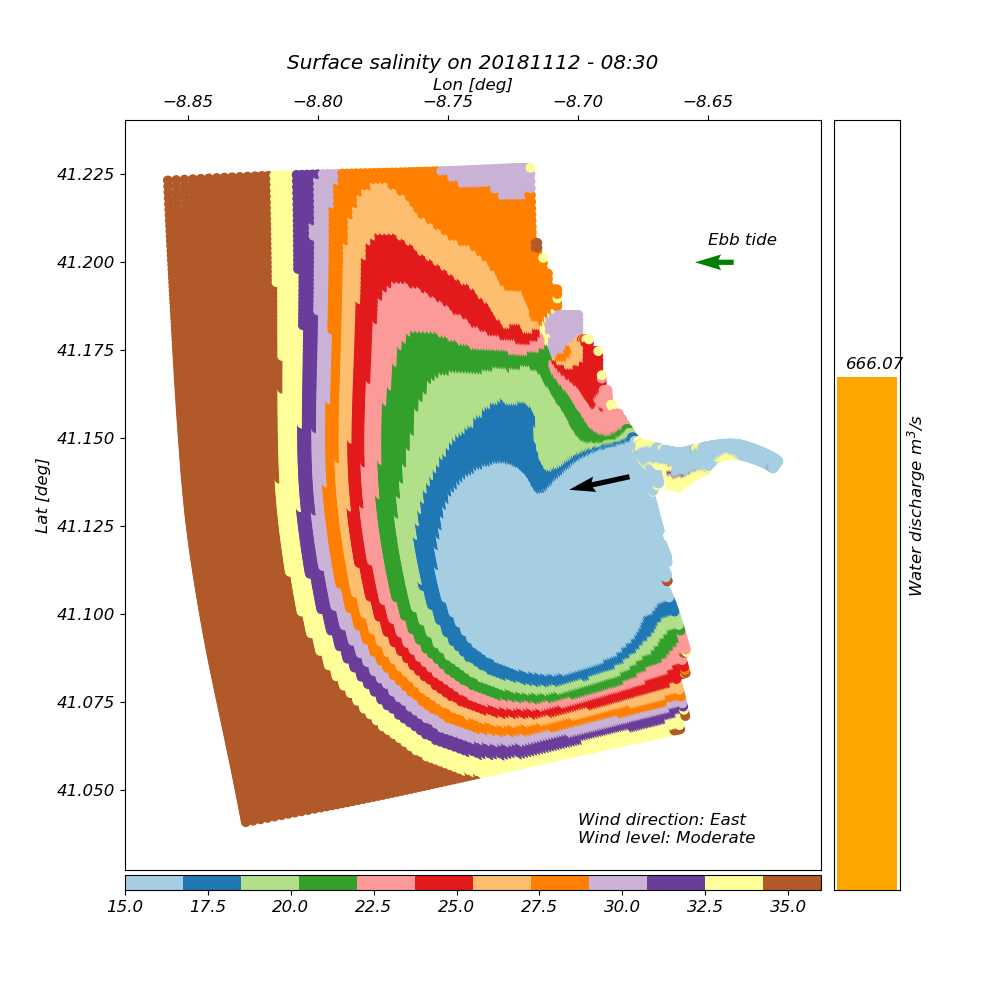 Surface salinity on 20181112 - 08:30
Lon [deg]
−8.85 −8.80 −8.75 −8.70 −8.65
41.225
41.200
41.175
41.150
41.125
41.100
41.075
41.050
Lat [deg]
Ebb tide
666.07
Water discharge m³/s
Wind direction: East
Wind level: Moderate
15.0 17.5 20.0 22.5 25.0 27.5 30.0 32.5 35.0